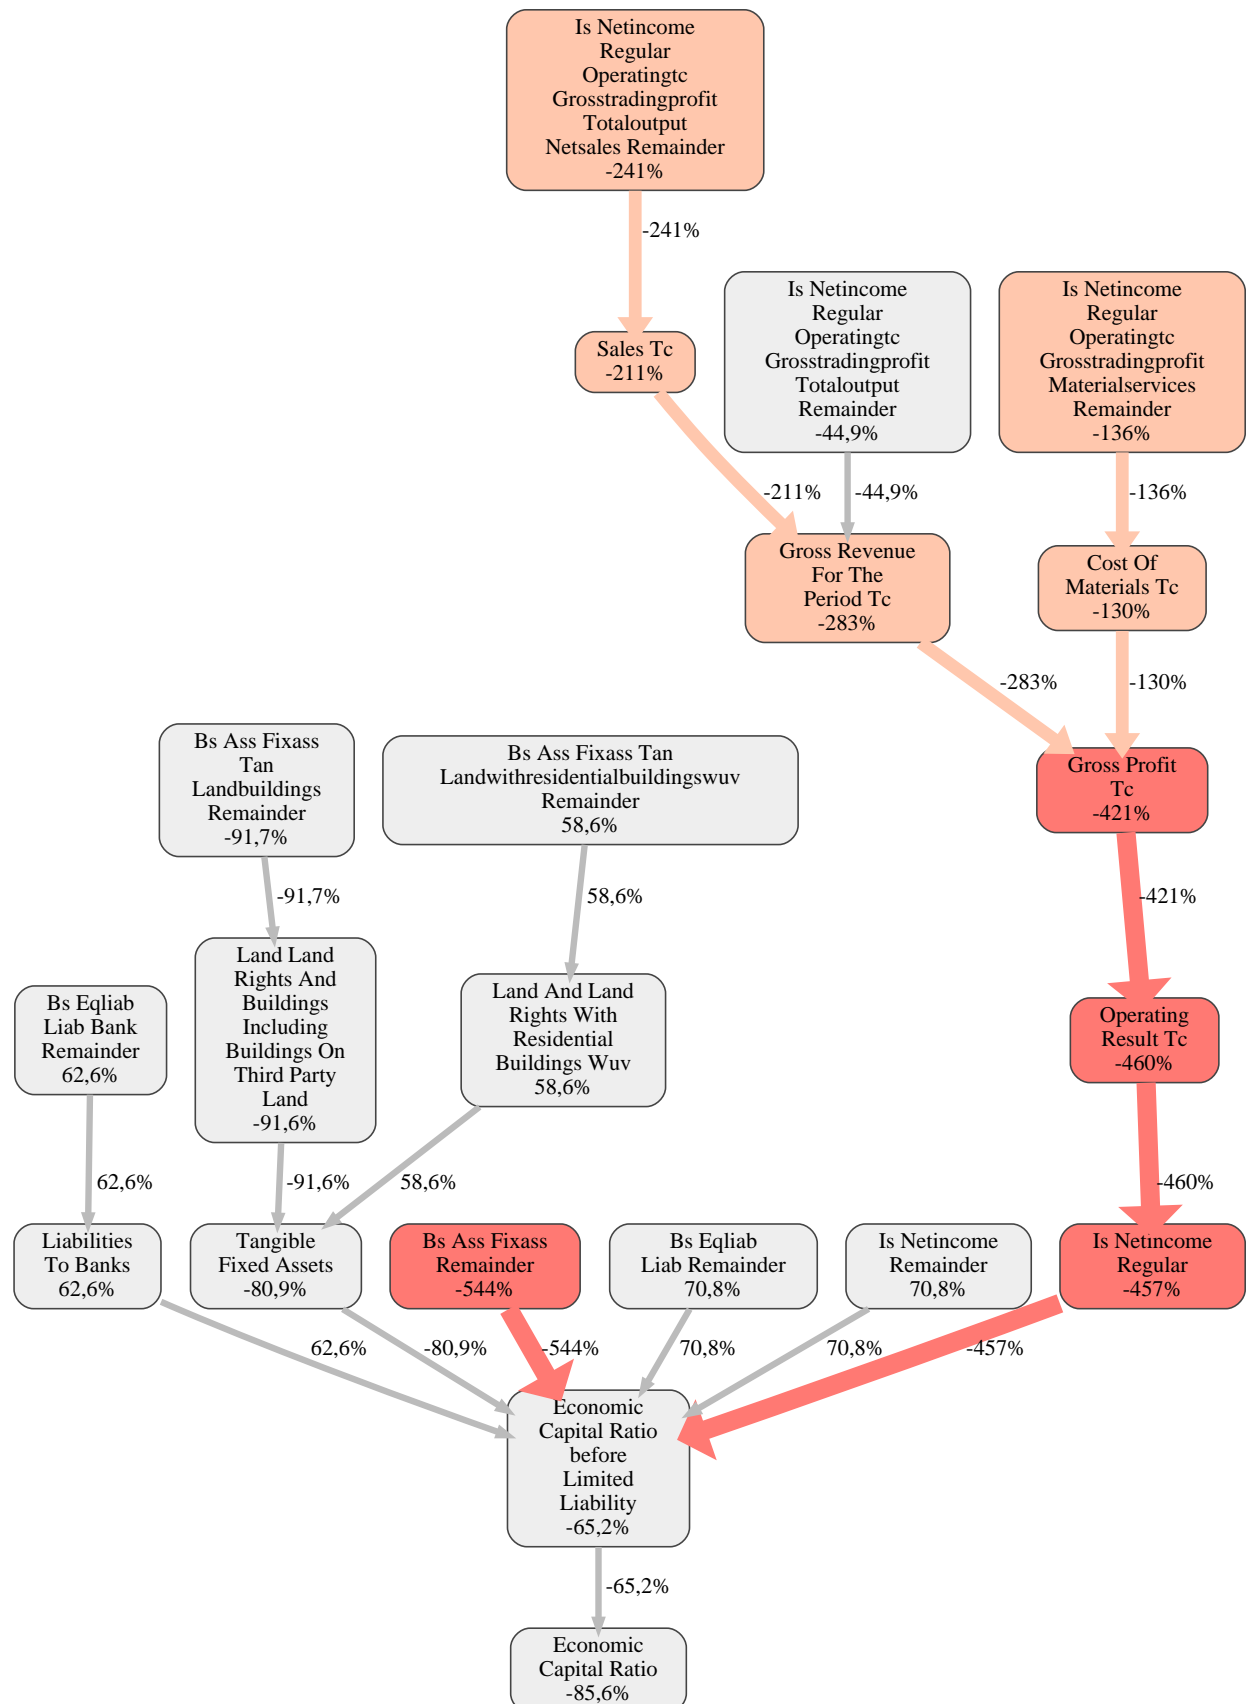 Is Netincome
Regular
Operatingtc
Grosstradingprofit
Totaloutput
Netsales Remainder
-241%
-241%
Is Netincome
Regular
Operatingtc
Grosstradingprofit
Totaloutput
Remainder
-44,9%
Is Netincome
Regular
Operatingtc
Grosstradingprofit
Materialservices
Remainder
-136%
Sales Tc
-211%
-211%
-44,9%
-136%
Gross Revenue
For The
Period Tc
-283%
Cost Of
Materials Tc
-130%
-283%
-130%
Bs Ass Fixass
Tan
Landbuildings
Remainder
-91,7%
Bs Ass Fixass Tan
Landwithresidentialbuildingswuv
Remainder
58,6%
Gross Profit
Tc
-421%
-91,7%
58,6%
-421%
Bs Eqliab
Liab Bank
Remainder
62,6%
Land Land
Rights And
Buildings
Including
Buildings On
Third Party
Land
-91,6%
Land And Land
Rights With
Residential
Buildings Wuv
58,6%
Operating
Result Tc
-460%
62,6%
-91,6%
58,6%
-460%
Liabilities
To Banks
62,6%
Tangible
Fixed Assets
-80,9%
Bs Ass Fixass
Remainder
-544%
Bs Eqliab
Liab Remainder
70,8%
Is Netincome
Remainder
70,8%
Is Netincome
Regular
-457%
62,6%
-80,9%
-544%
70,8%
70,8%
-457%
Economic
Capital Ratio
before
Limited
Liability
-65,2%
-65,2%
Economic
Capital Ratio
-85,6%